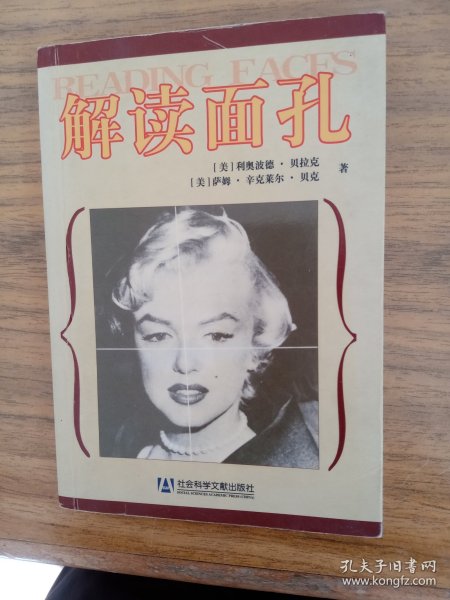 READING FACES
解读面孔
［美］利奥波德·贝拉克
［美］萨姆·辛克莱尔·贝克
著
社会科学文献出版社
SOCIAL SCIENCES ACADEMIC PRESS(CHINA)
孔夫子旧书网
www.kongfz.com